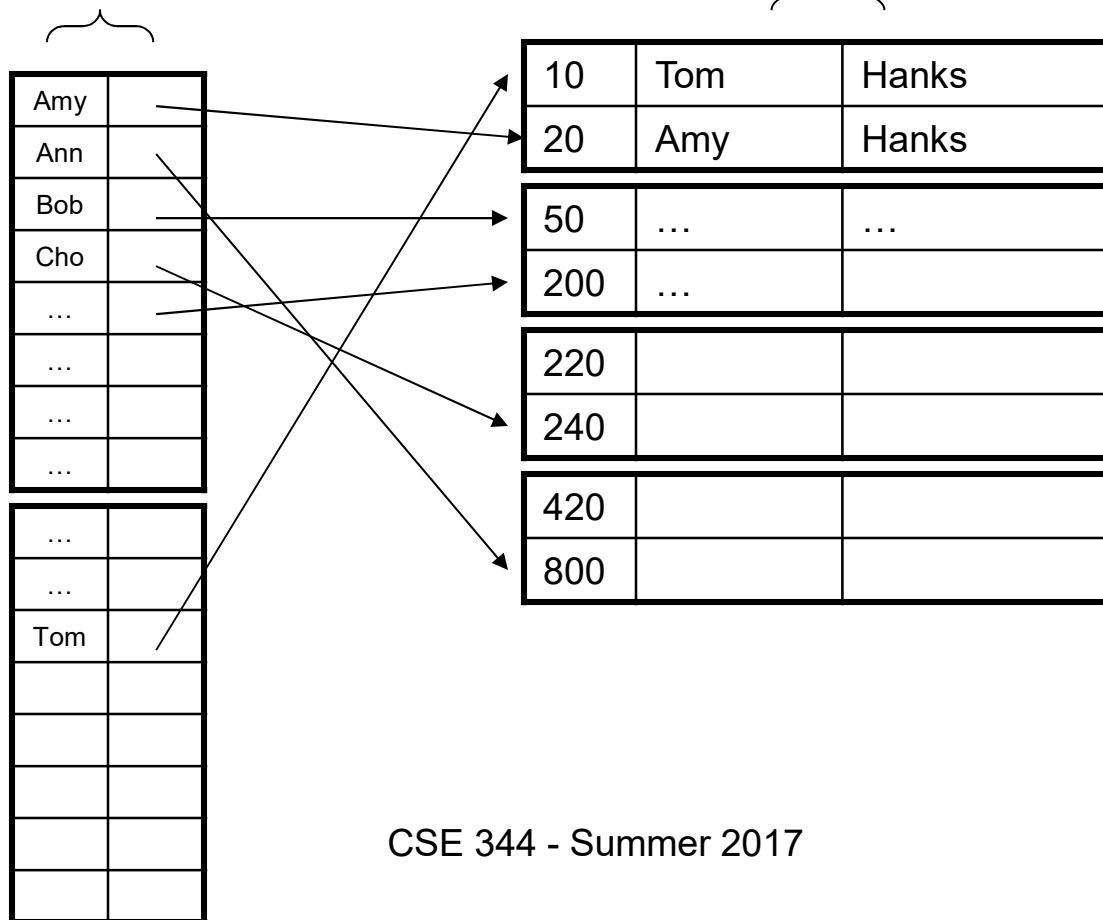 Amy
Ann
Bob
Cho
…
…
…
…
…
…
Tom
10 Tom Hanks
20 Amy Hanks
50 … …
200 …
220
240
420
800
CSE 344 - Summer 2017